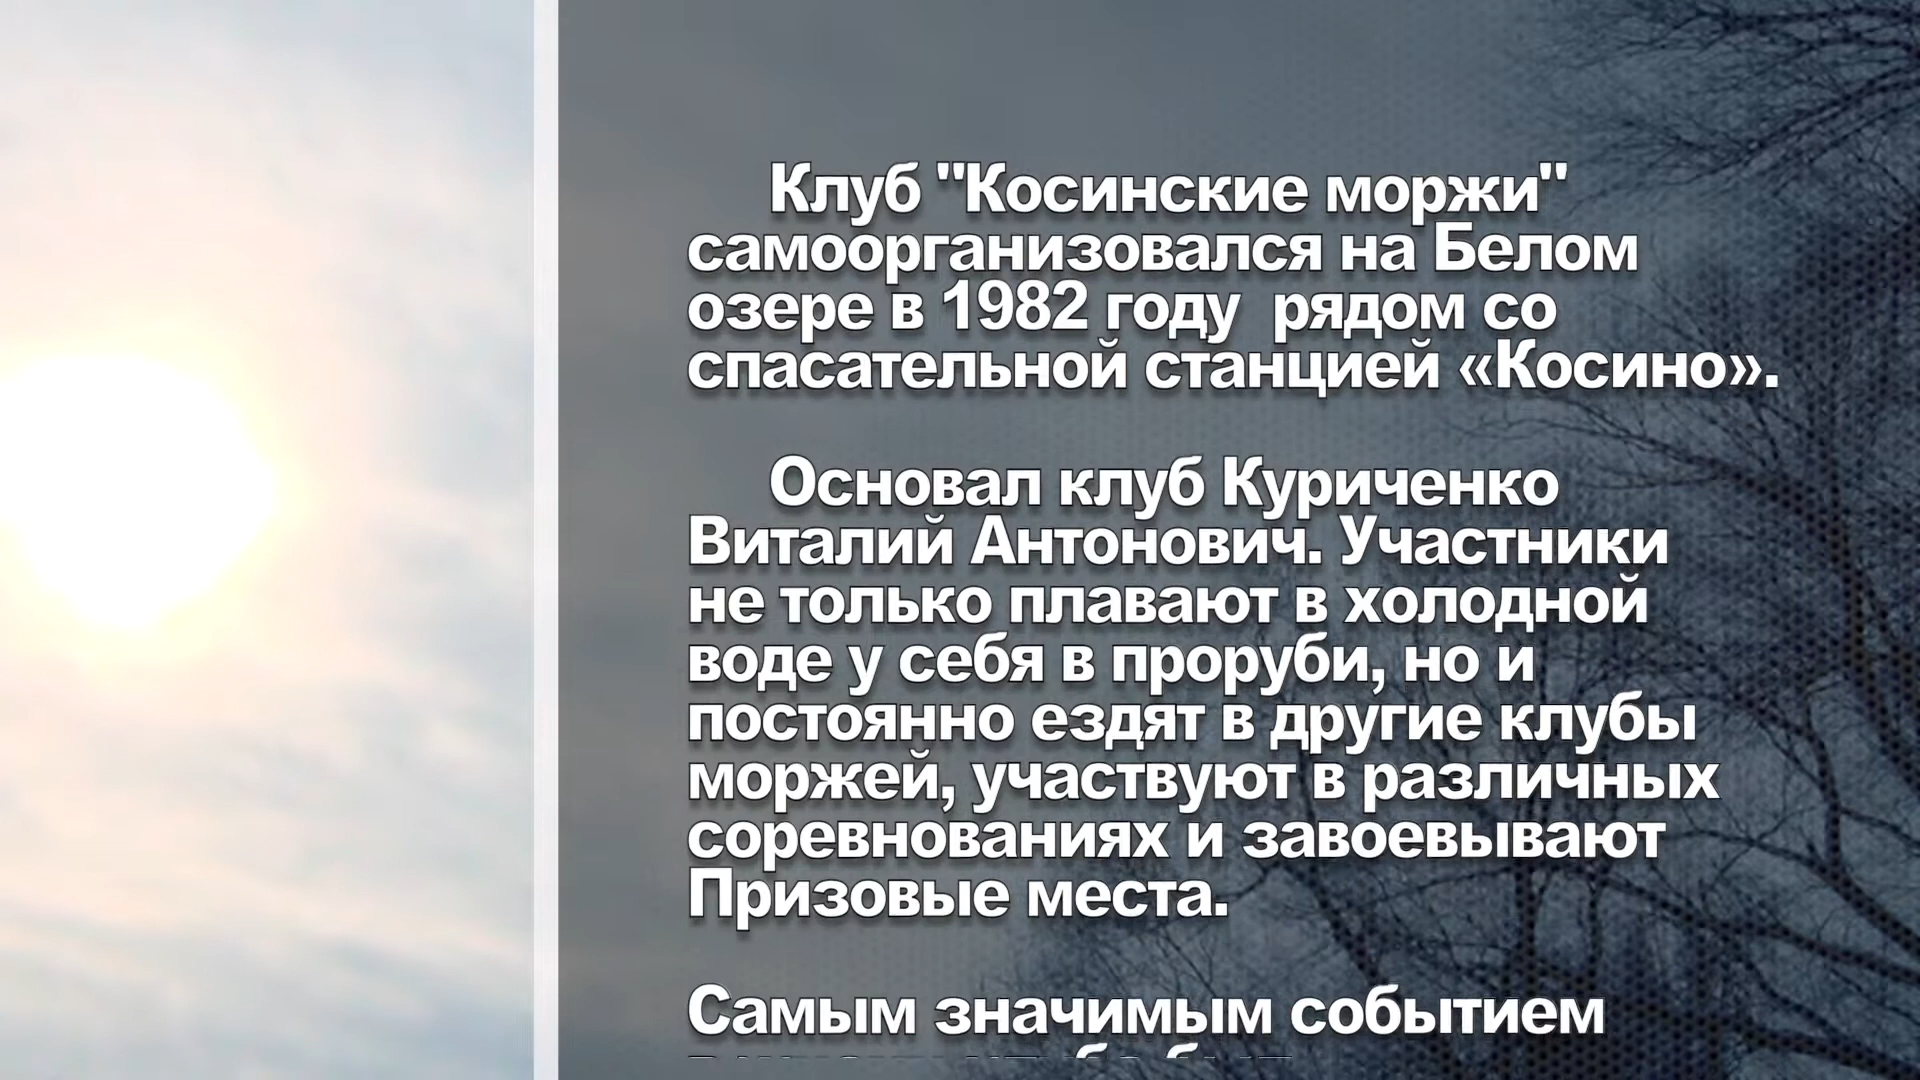 Клуб "Косинские моржи"
самоорганизовался на Белом
озере в 1982 году  рядом со
спасательной станцией «Косино».
Основал клуб Куриченко
Виталий Антонович. Участники
не только плавают в холодной
воде у себя в проруби, но и
постоянно ездят в другие клубы
моржей, участвуют в различных
соревнованиях и завоевывают
Призовые места.
Самым значимым событием